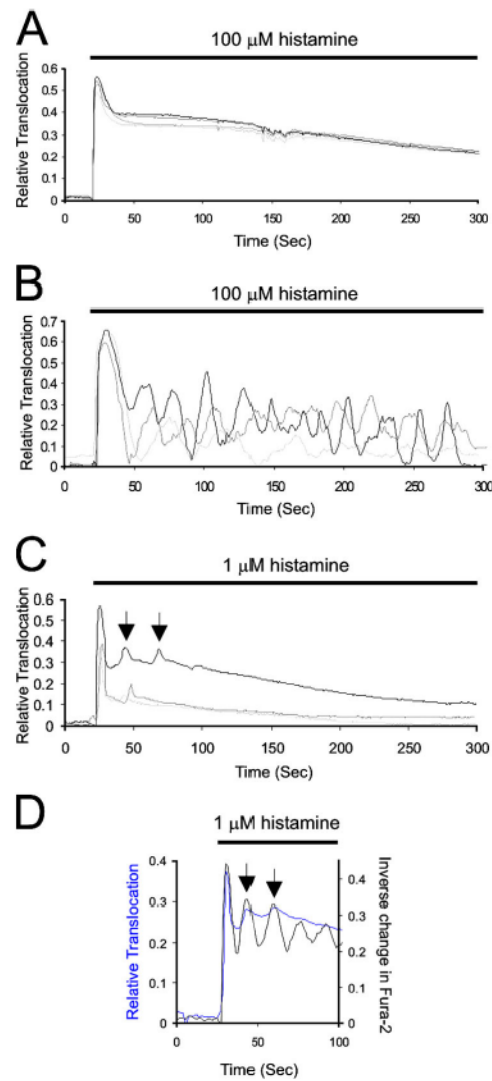 A
100 μM histamine
Relative Translocation
0.6
0.5
0.4
0.3
0.2
0.1
0
0 50 100 150 200 250 300
Time (Sec)
B
100 μM histamine
Relative Translocation
0.7
0.6
0.5
0.4
0.3
0.2
0.1
0
0 50 100 150 200 250 300
Time (Sec)
C
1 μM histamine
Relative Translocation
0.6
0.5
0.4
0.3
0.2
0.1
0
0 50 100 150 200 250 300
Time (Sec)
D
1 μM histamine
Relative Translocation
0.4
0.3
0.2
0.1
0
Inverse change in Fura-2
0.4
0.3
0.2
0.1
0
0 50 100
Time (Sec)